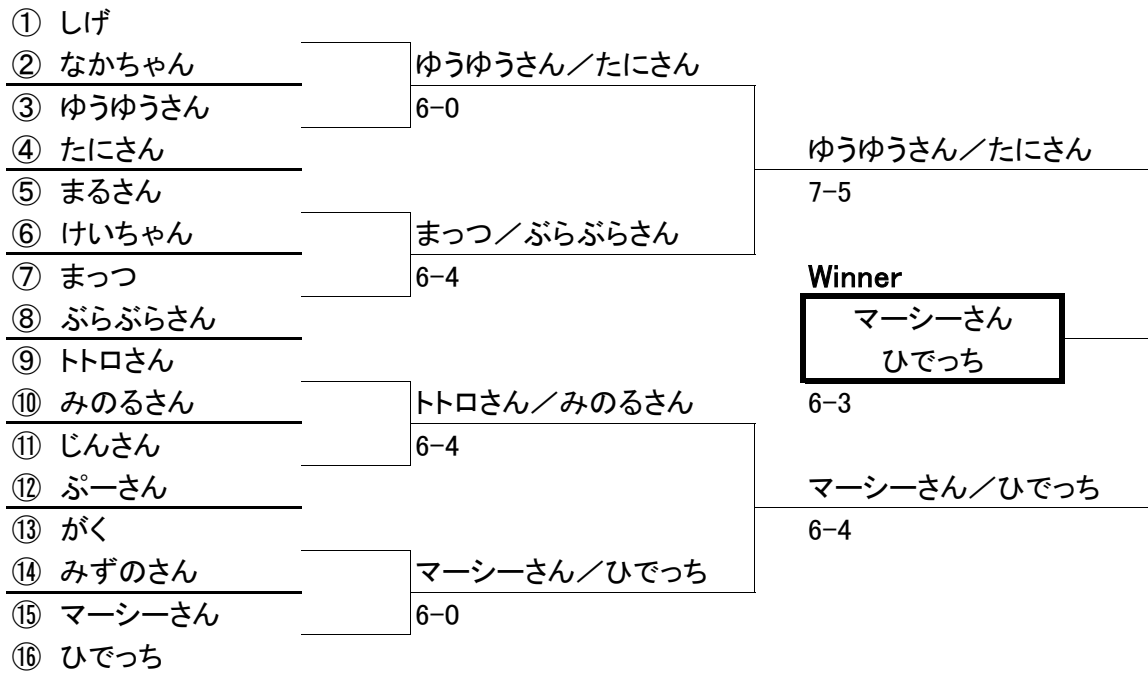 ① しげ
② なかちゃん
ゆうゆうさん／たにさん
③ ゆうゆうさん
6-0
④ たにさん
ゆうゆうさん／たにさん
⑤ まるさん
7-5
⑥ けいちゃん
まっつ／ぶらぶらさん
⑦ まっつ
6-4
Winner
⑧ ぶらぶらさん
マーシーさん
⑨ トトロさん
ひでっち
⑩ みのるさん
トトロさん／みのるさん
6-3
⑪ じんさん
6-4
⑫ ぷーさん
マーシーさん／ひでっち
⑬ がく
6-4
⑭ みずのさん
マーシーさん／ひでっち
⑮ マーシーさん
6-0
⑯ ひでっち